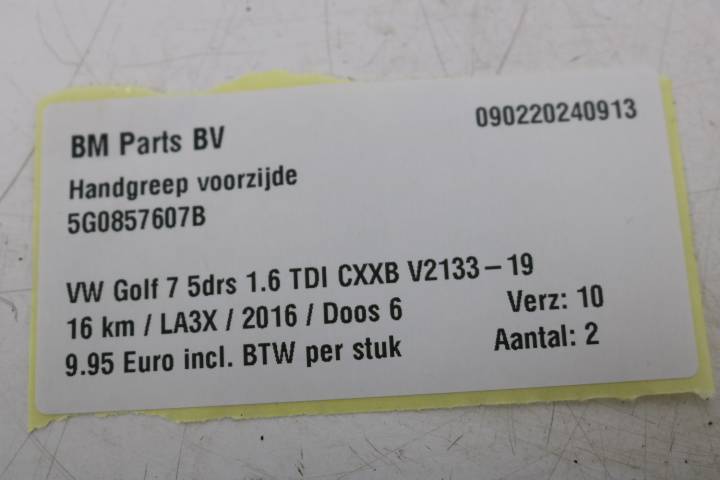 BM Parts BV 090220240913
Handgreep voorzijde
5G0857607B
VW Golf 7 5drs 1.6 TDI CXXB V2133-19
16 km / LA3X / 2016 / Doos 6 Verz: 10
9.95 Euro incl. BTW per stuk Aantal: 2